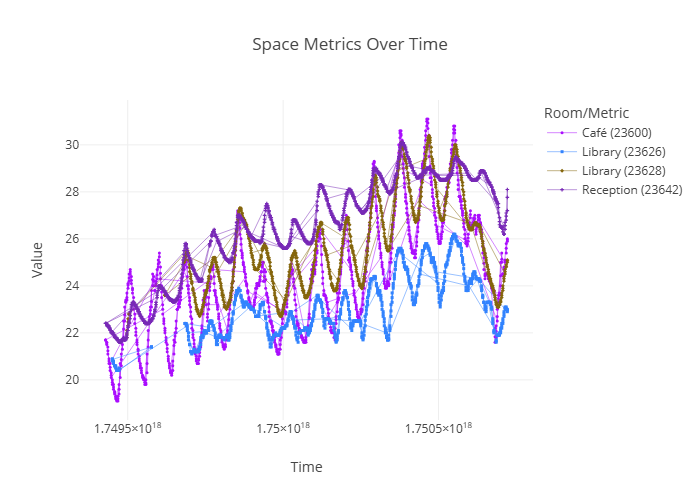 Space Metrics Over Time
Room/Metric
Café (23600)
Library (23626)
Library (23628)
Reception (23642)
Value
30
28
26
24
22
20
1.7495×10¹⁸
1.75×10¹⁸
1.7505×10¹⁸
Time